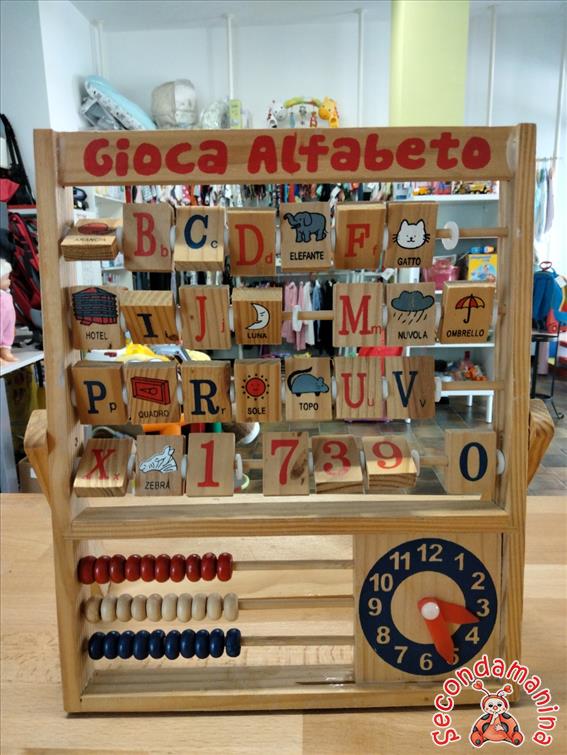 Gioca Alfabeto
ARANCIA B b C c D d ELEFANTE F f GATTO
HOTEL I i J j LUNA M m NUVOLA OMBRELLO
P p QUADRO R r SOLE TOPO U u V v
X x ZEBRA 1 7 3 9 0
11 12 1
10 2
9 3
8 4
7 6 5
Secondamanina